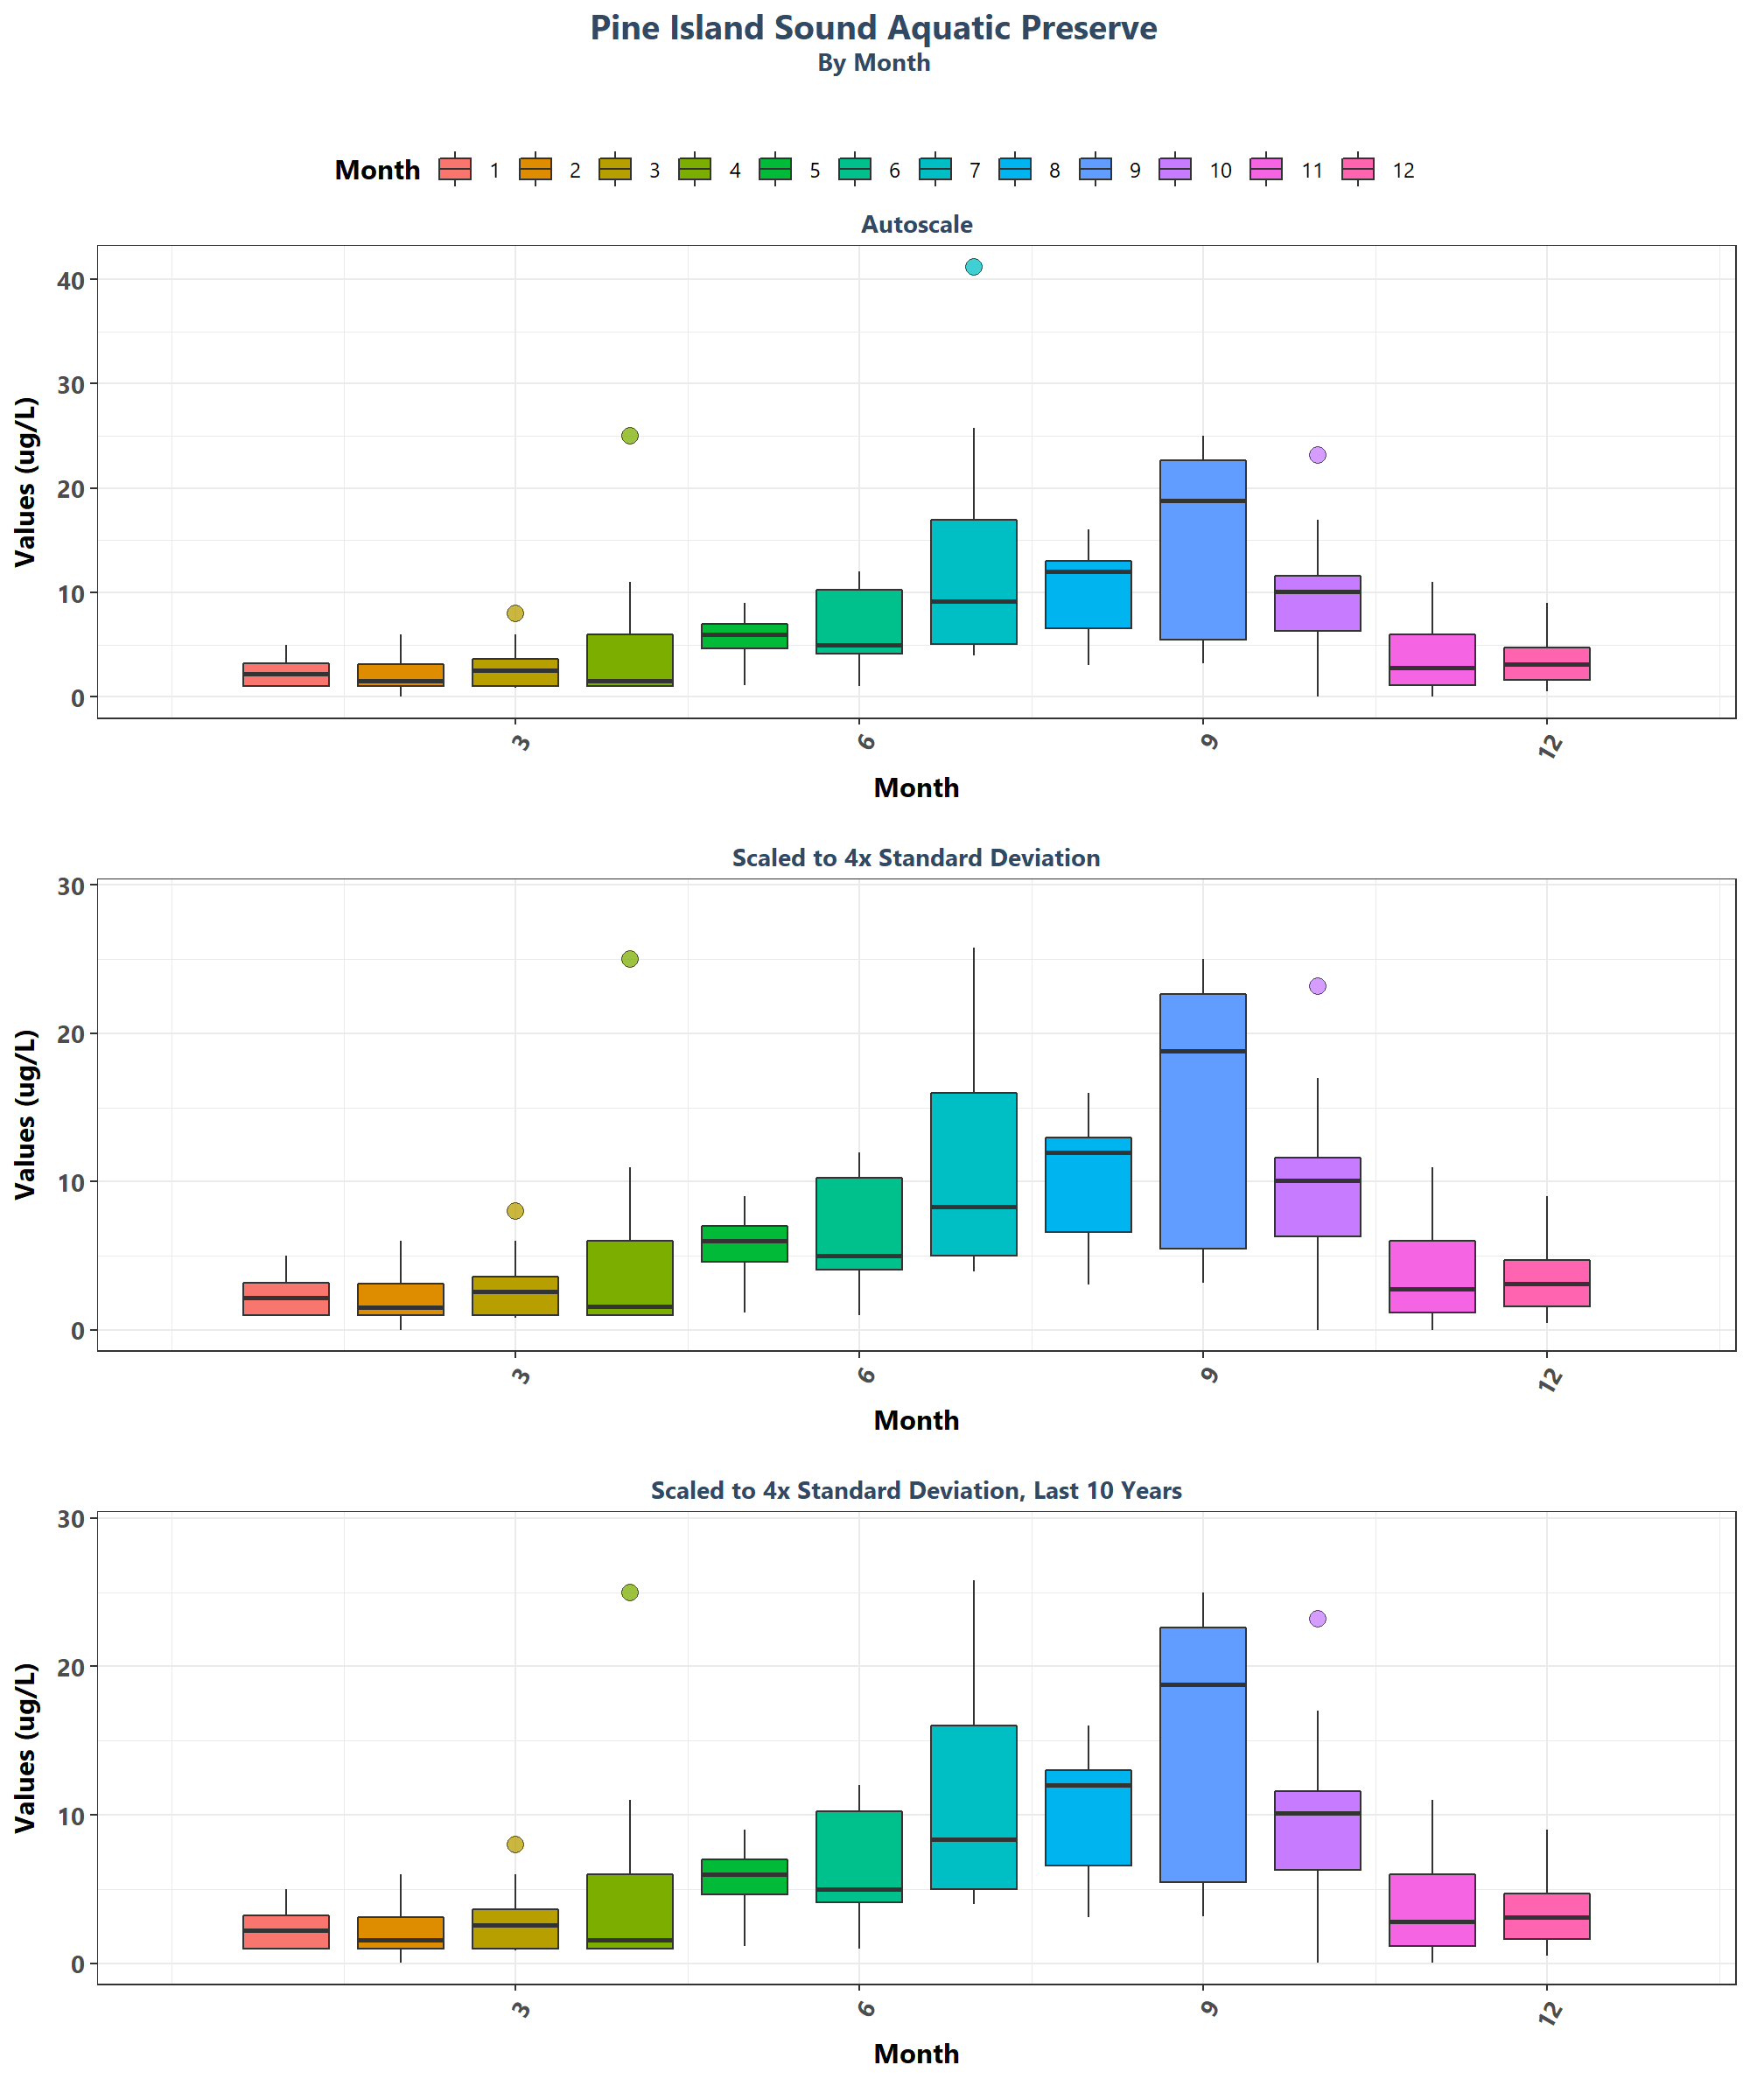 Pine Island Sound Aquatic Preserve
By Month
Month 1 2 3 4 5 6 7 8 9 10 11 12
Autoscale
Values (ug/L)
40
30
20
10
0
3 6 9 12
Month
Scaled to 4x Standard Deviation
Values (ug/L)
30
20
10
0
3 6 9 12
Month
Scaled to 4x Standard Deviation, Last 10 Years
Values (ug/L)
30
20
10
0
3 6 9 12
Month